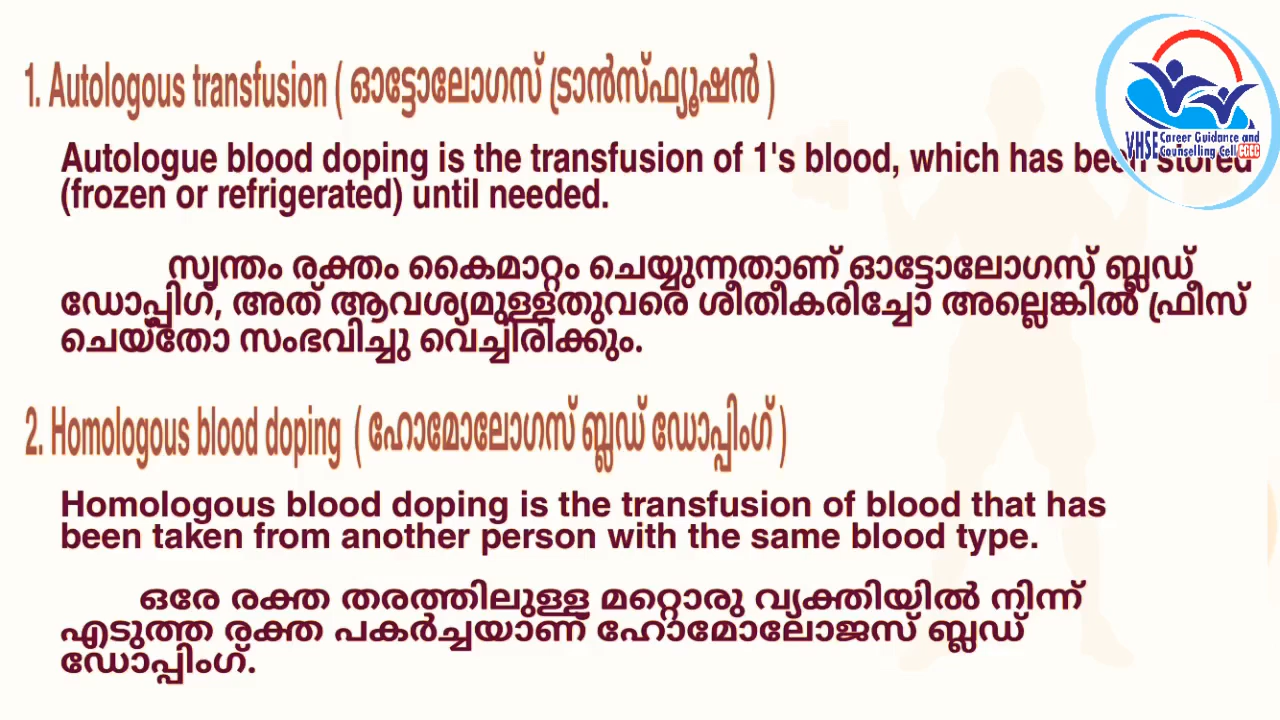 1. Autologous transfusion ( ഓട്ടോലോഗസ് ട്രാൻസ്ഫ്യൂഷൻ )
VHSE Career Guidance and
Counselling Cell CGCC
Autologue blood doping is the transfusion of 1's blood, which has been stored
(frozen or refrigerated) until needed.
സ്വന്തം രക്തം കൈമാറ്റം ചെയ്യുന്നതാണ് ഓട്ടോലോഗസ് ബ്ലഡ്
ഡോപ്പിഗ്, അത് ആവശ്യമുള്ളതുവരെ ശീതീകരിച്ചോ അല്ലെങ്കിൽ ഫ്രീസ്
ചെയ്തോ സംഭവിച്ചു വെച്ചിരിക്കും.
2. Homologous blood doping ( ഹോമോലോഗസ് ബ്ലഡ് ഡോപ്പിംഗ് )
Homologous blood doping is the transfusion of blood that has
been taken from another person with the same blood type.
ഒരേ രക്ത തരത്തിലുള്ള മറ്റൊരു വ്യക്തിയിൽ നിന്ന്
എടുത്ത രക്ത പകർച്ചയാണ് ഹോമോലോജസ് ബ്ലഡ്
ഡോപ്പിംഗ്.